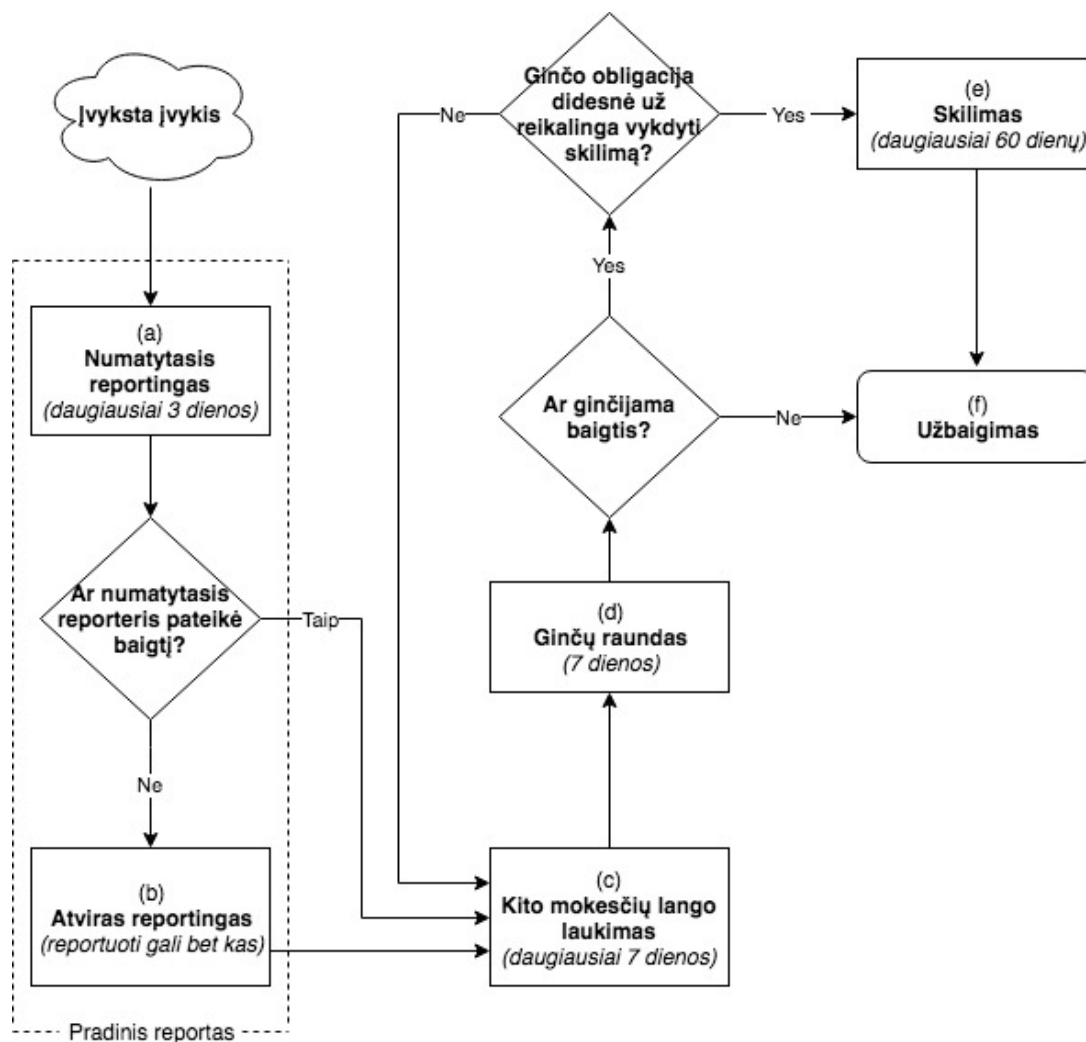 Įvyksta įvykis
(a)
Numatytasis
reportingas
(daugiausiai 3 dienos)
Ar numatytasis
reporteris pateikė
baigtį?
Taip
Ne
(b)
Atviras reportingas
(reportuoti gali bet kas)
Pradinis reportas
(c)
Kito mokesčių lango
laukimas
(daugiausiai 7 dienos)
(d)
Ginčų raundas
(7 dienos)
Ar ginčijama
baigtis?
Yes
Ne
Ginčo obligacija
didesnė už
reikalinga vykdyti
skilimą?
Ne
Yes
(e)
Skilimas
(daugiausiai 60 dienų)
(f)
Užbaigimas